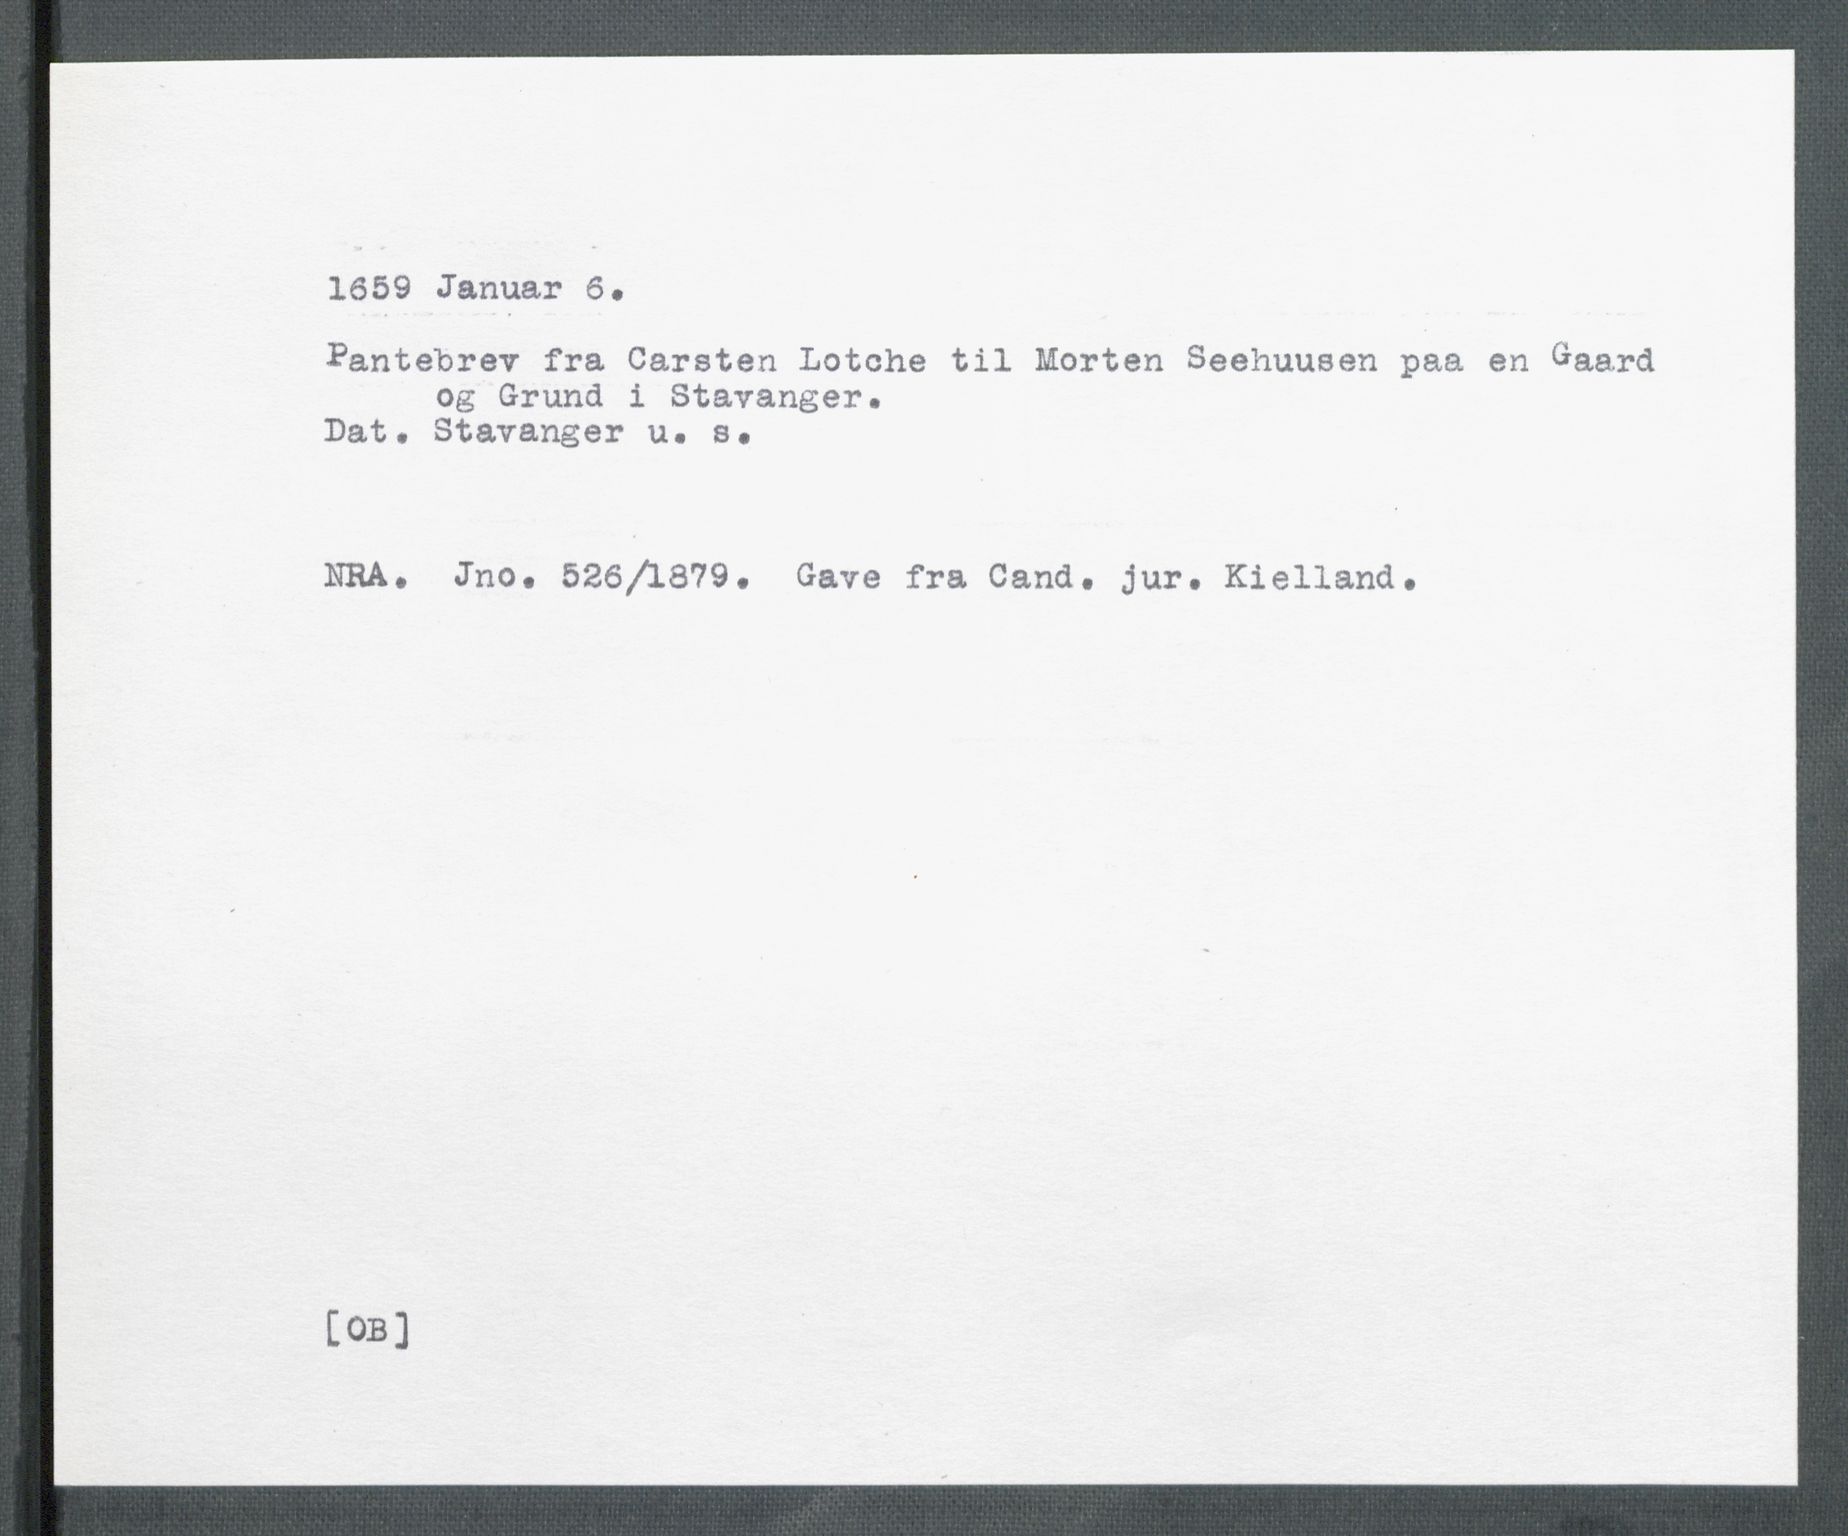 1659 Januar 6.
Pantebrev fra Carsten Lotche til Morten Seehuusen paa en Gaard
og Grund i Stavanger.
Dat. Stavanger u. s.
NRA. Jno. 526/1879. Gave fra Cand. jur. Kielland.
[OB]